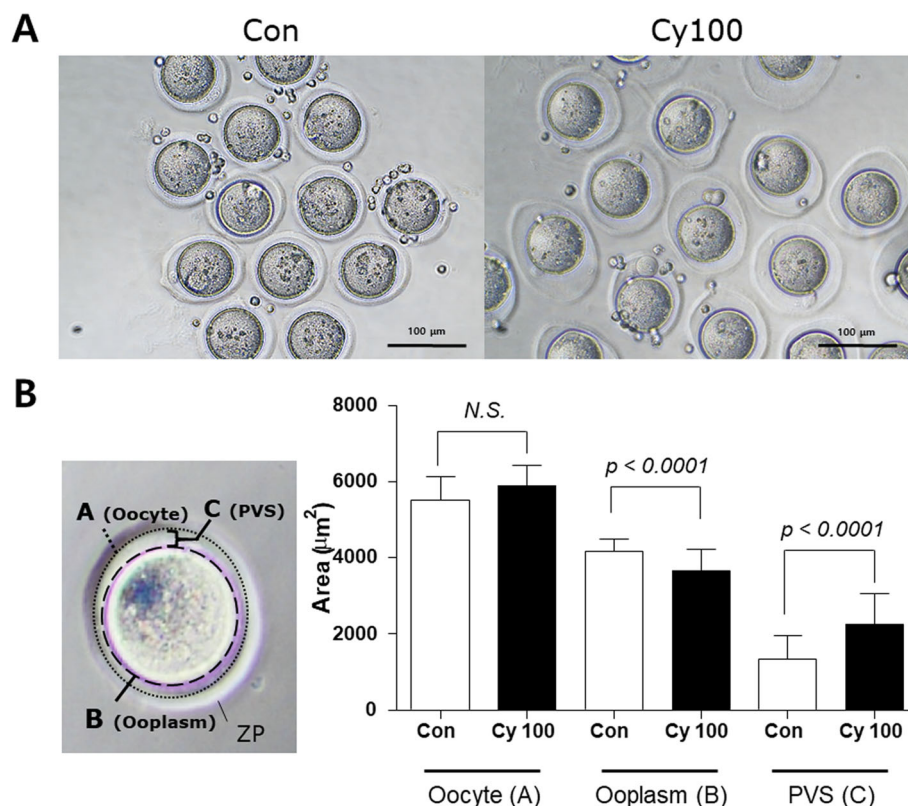 A
Con
Cy100
100 μm
100 μm
B
A (Oocyte)
C (PVS)
B (Ooplasm)
ZP
Area (μm²)
8000
6000
4000
2000
0
N.S.
p < 0.0001
p < 0.0001
Con Cy 100 Con Cy 100 Con Cy 100
Oocyte (A) Ooplasm (B) PVS (C)